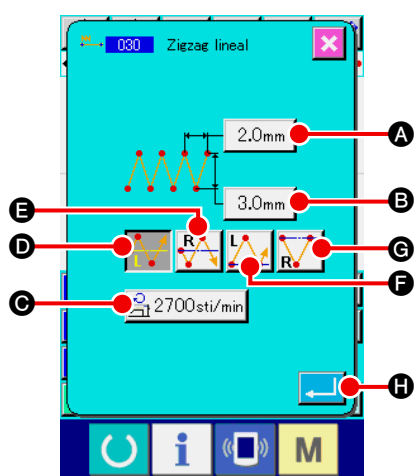 030 Zigzag lineal
2.0mm
A
3.0mm
B
E
D
L
R
L
R
G
F
C
2700sti/min
H
i
M